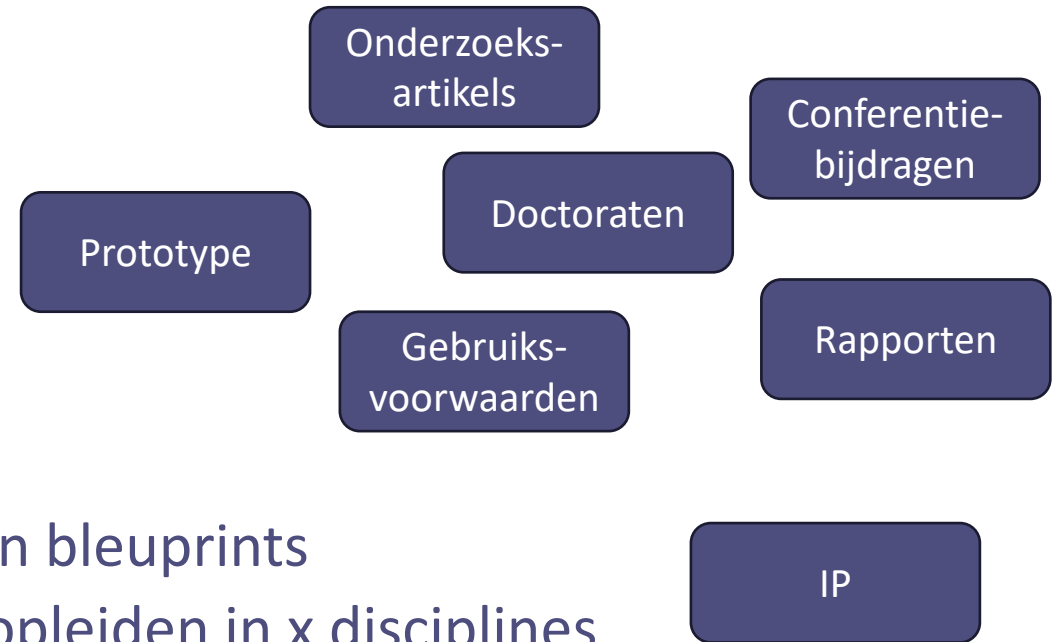 Onderzoeks-
artikels
Conferentie-
bijdragen
Doctoraten
Prototype
Rapporten
Gebruiks-
voorwaarden
n bleuprints
IP
opleiden in x disciplines